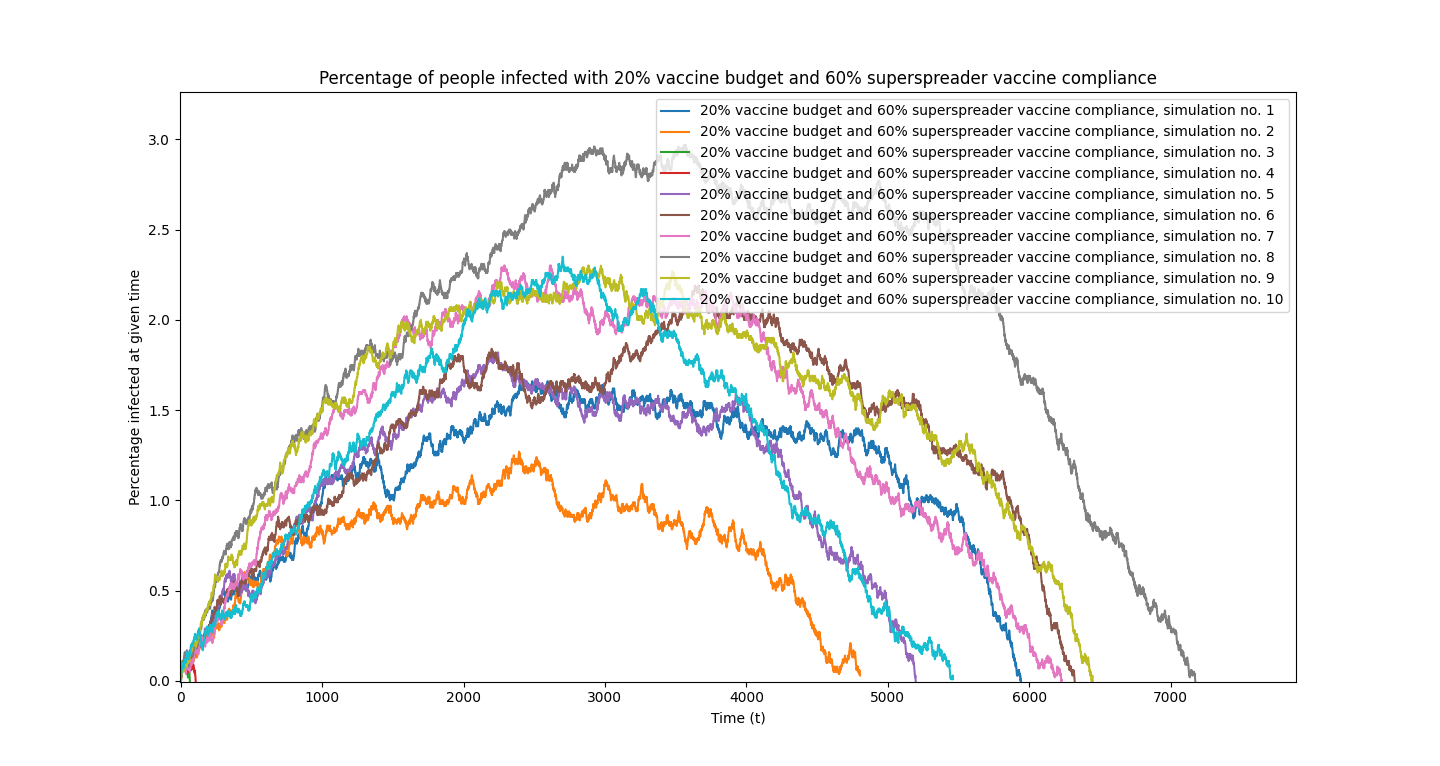 Percentage of people infected with 20% vaccine budget and 60% superspreader vaccine compliance
20% vaccine budget and 60% superspreader vaccine compliance, simulation no. 1
20% vaccine budget and 60% superspreader vaccine compliance, simulation no. 2
20% vaccine budget and 60% superspreader vaccine compliance, simulation no. 3
20% vaccine budget and 60% superspreader vaccine compliance, simulation no. 4
20% vaccine budget and 60% superspreader vaccine compliance, simulation no. 5
20% vaccine budget and 60% superspreader vaccine compliance, simulation no. 6
20% vaccine budget and 60% superspreader vaccine compliance, simulation no. 7
20% vaccine budget and 60% superspreader vaccine compliance, simulation no. 8
20% vaccine budget and 60% superspreader vaccine compliance, simulation no. 9
20% vaccine budget and 60% superspreader vaccine compliance, simulation no. 10
Percentage infected at given time
3.0
2.5
2.0
1.5
1.0
0.5
0.0
0 1000 2000 3000 4000 5000 6000 7000
Time (t)